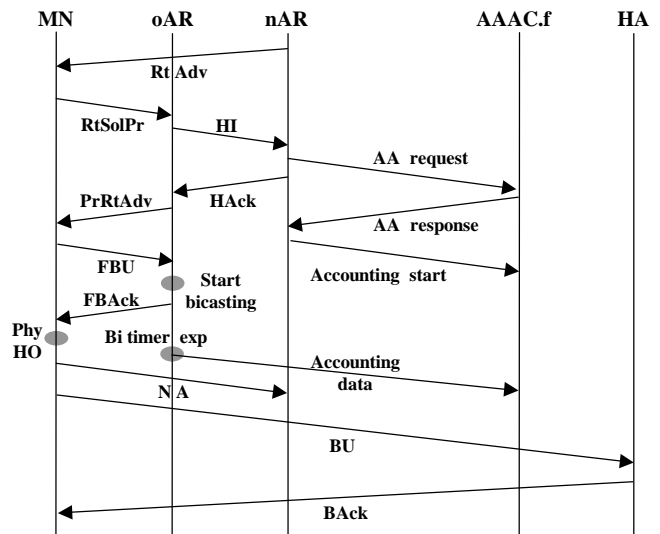 MN oAR nAR AAAC.f HA
Rt Adv
RtSolPr
HI
AA request
HAck
PrRtAdv
AA response
FBU
Start
bicasting
Accounting start
FBAck
Phy
HO
Bi timer exp
Accounting
data
N A
BU
BAck